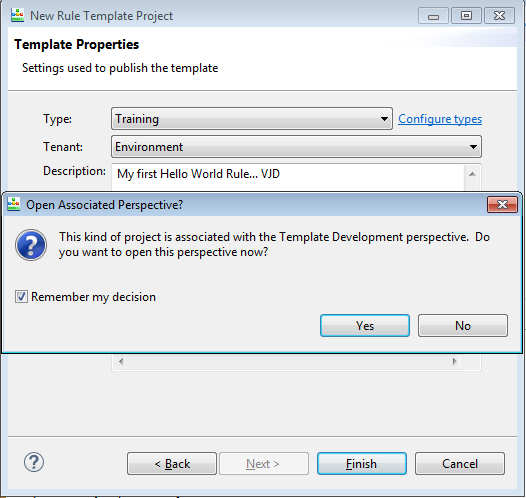 New Rule Template Project
Template Properties
Settings used to publish the template
Type: Training Configure types
Tenant: Environment
Description: My first Hello World Rule... VJD
Open Associated Perspective?
This kind of project is associated with the Template Development perspective. Do
you want to open this perspective now?
Remember my decision
Yes No
< Back Next > Finish Cancel